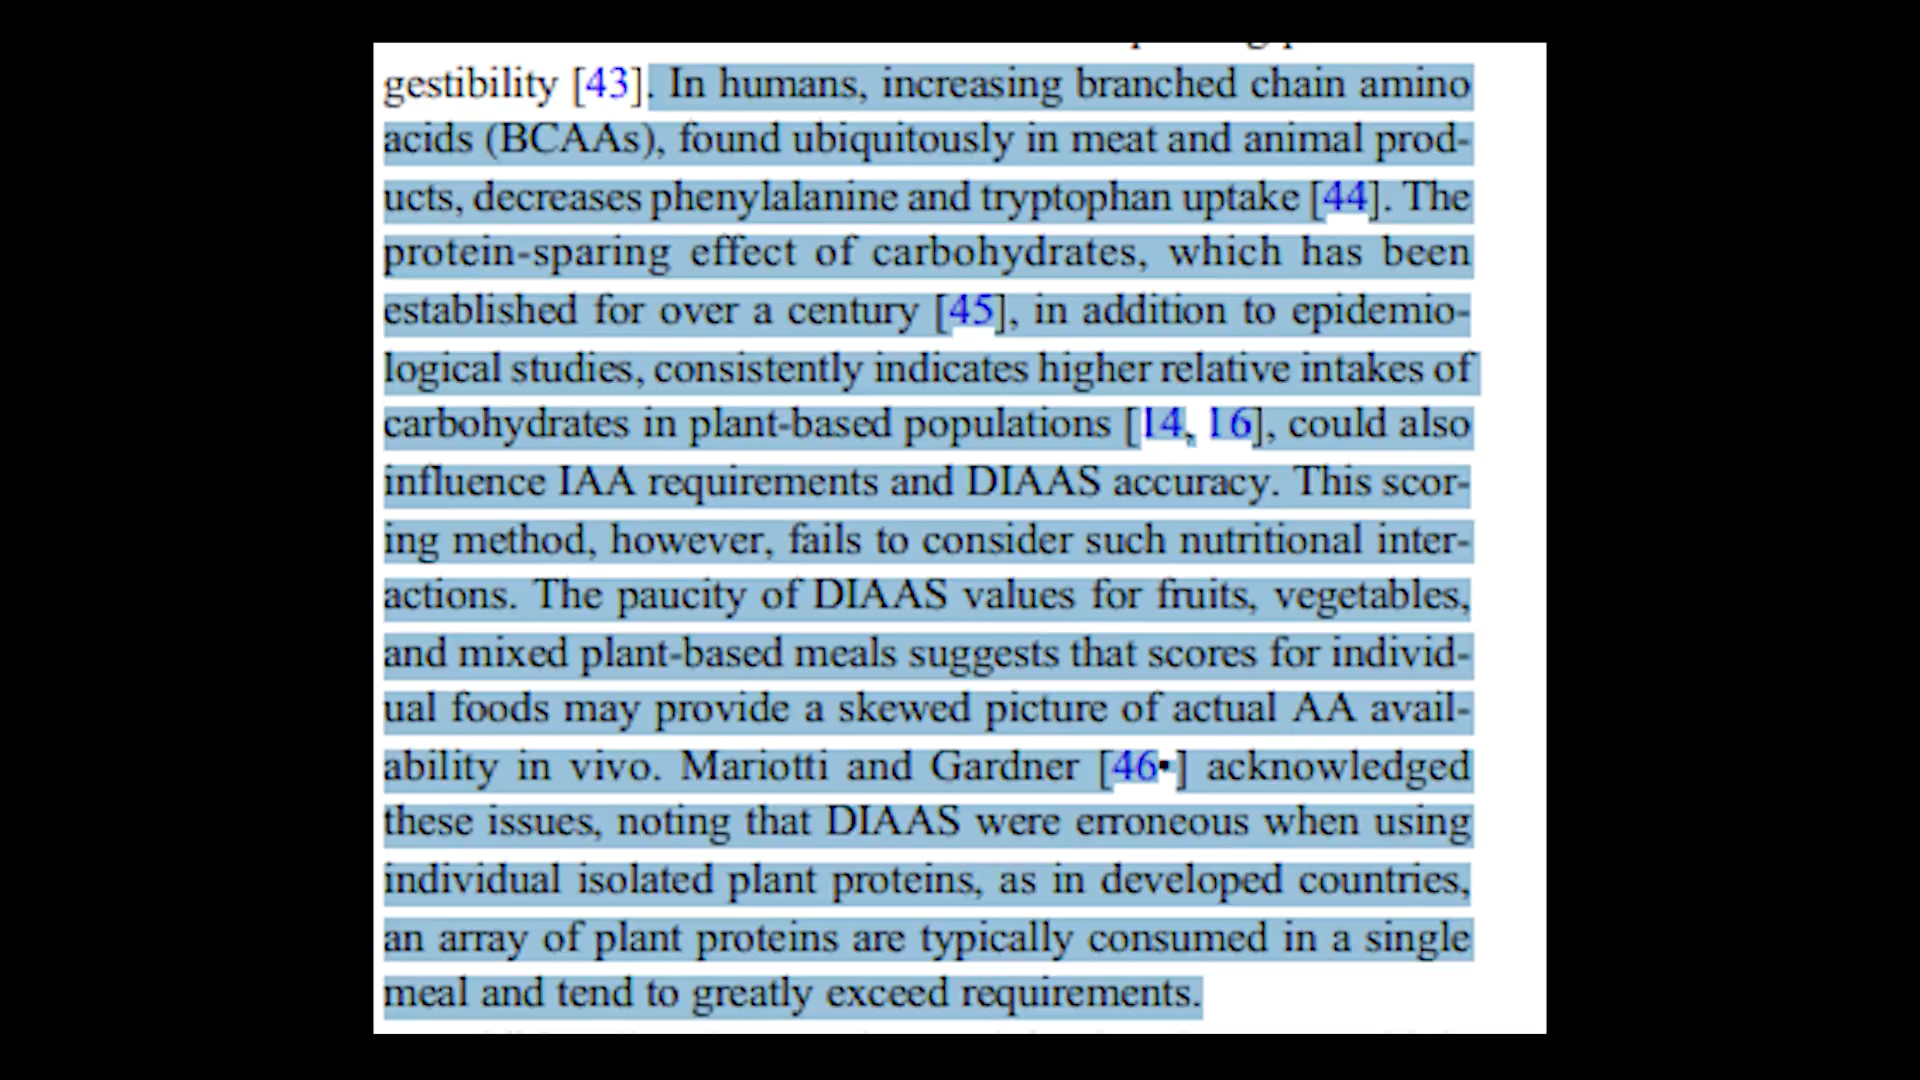 gestibility [43]. In humans, increasing branched chain amino
acids (BCAAs), found ubiquitously in meat and animal prod-
ucts, decreases phenylalanine and tryptophan uptake [44]. The
protein-sparing effect of carbohydrates, which has been
established for over a century [45], in addition to epidemio-
logical studies, consistently indicates higher relative intakes of
carbohydrates in plant-based populations [14, 16], could also
influence IAA requirements and DIAAS accuracy. This scor-
ing method, however, fails to consider such nutritional inter-
actions. The paucity of DIAAS values for fruits, vegetables,
and mixed plant-based meals suggests that scores for individ-
ual foods may provide a skewed picture of actual AA avail-
ability in vivo. Mariotti and Gardner [46•] acknowledged
these issues, noting that DIAAS were erroneous when using
individual isolated plant proteins, as in developed countries,
an array of plant proteins are typically consumed in a single
meal and tend to greatly exceed requirements.